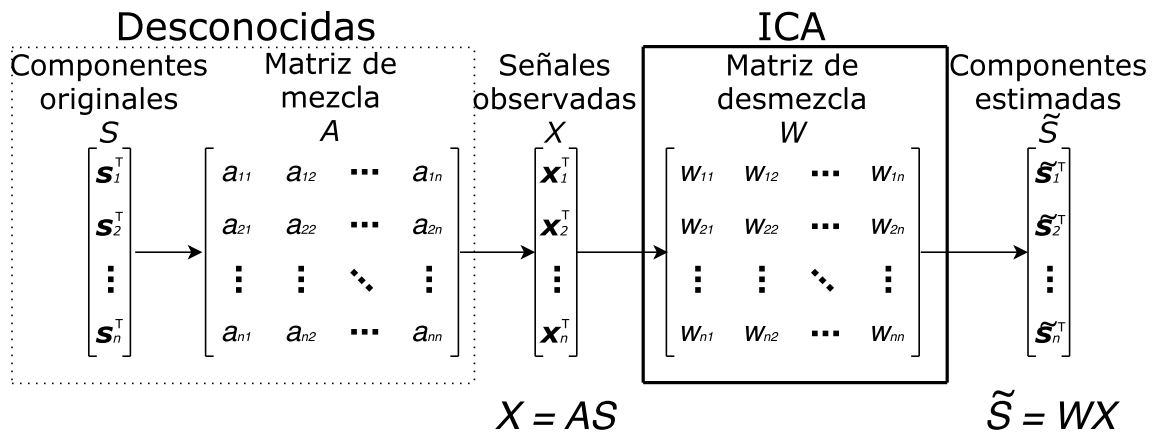 Desconocidas
ICA
Componentes
originales
S
Matriz de
mezcla
A
Señales
observadas
X
Matriz de
desmezcla
W
Componentes
estimadas
S̃
s₁ᵀ
s₂ᵀ
⋮
sₙᵀ
a₁₁ a₁₂ ⋯ a₁ₙ
a₂₁ a₂₂ ⋯ a₂ₙ
⋮ ⋮ ⋱ ⋮
aₙ₁ aₙ₂ ⋯ aₙₙ
x₁ᵀ
x₂ᵀ
⋮
xₙᵀ
w₁₁ w₁₂ ⋯ w₁ₙ
w₂₁ w₂₂ ⋯ w₂ₙ
⋮ ⋮ ⋱ ⋮
wₙ₁ wₙ₂ ⋯ wₙₙ
s̃₁ᵀ
s̃₂ᵀ
⋮
s̃ₙᵀ
X = AS
S̃ = WX